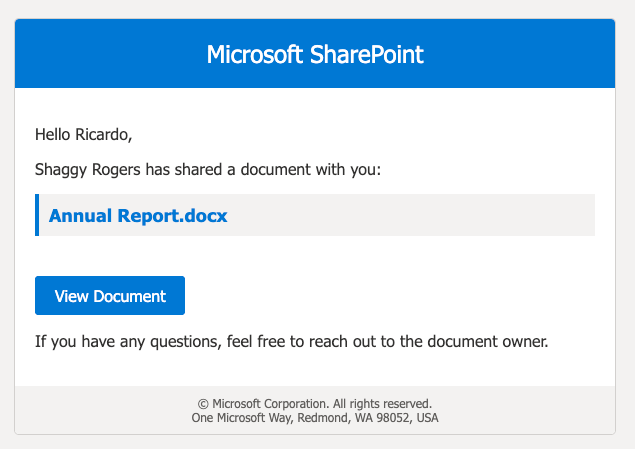 Microsoft SharePoint
Hello Ricardo,
Shaggy Rogers has shared a document with you:
Annual Report.docx
View Document
If you have any questions, feel free to reach out to the document owner.
© Microsoft Corporation. All rights reserved.
One Microsoft Way, Redmond, WA 98052, USA